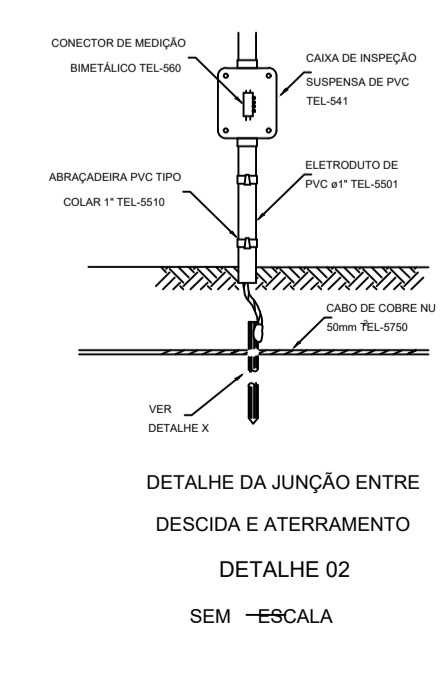 CONECTOR DE MEDIÇÃO
BIMETÁLICO TEL-560
CAIXA DE INSPEÇÃO
SUSPENSA DE PVC
TEL-541
ABRAÇADEIRA PVC TIPO
COLAR 1" TEL-5510
ELETRODUTO DE
PVC ø1" TEL-5501
CABO DE COBRE NU
50mm² TEL-5750
VER
DETALHE X
DETALHE DA JUNÇÃO ENTRE
DESCIDA E ATERRAMENTO
DETALHE 02
SEM ESCALA